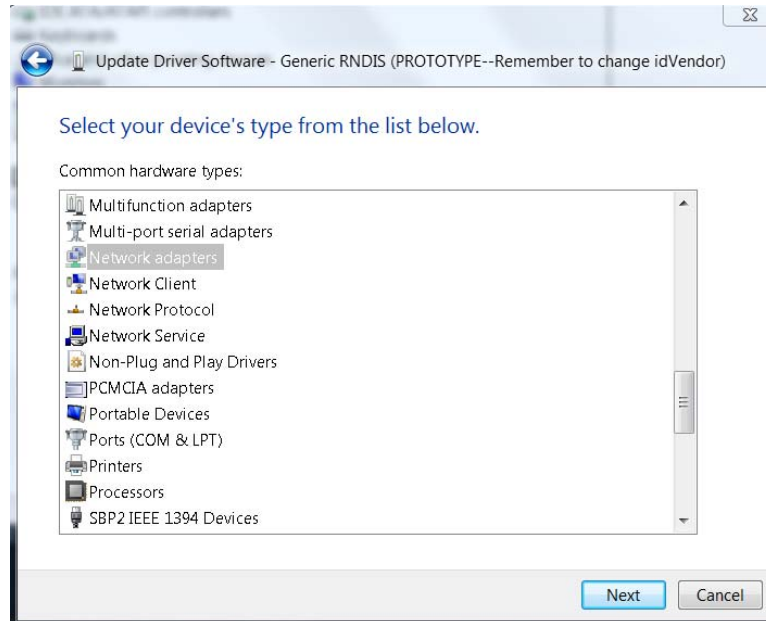 Update Driver Software - Generic RNDIS (PROTOTYPE--Remember to change idVendor)
Select your device's type from the list below.
Common hardware types:
Multifunction adapters
Multi-port serial adapters
Network adapters
Network Client
Network Protocol
Network Service
Non-Plug and Play Drivers
PCMCIA adapters
Portable Devices
Ports (COM & LPT)
Printers
Processors
SBP2 IEEE 1394 Devices
Next Cancel